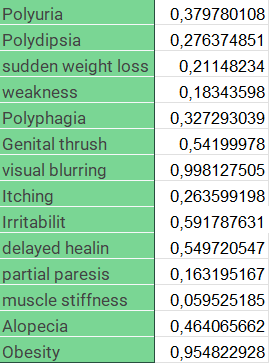 Polyuria 0,379780108
Polydipsia 0,276374851
sudden weight loss 0,21148234
weakness 0,18343598
Polyphagia 0,327293039
Genital thrush 0,54199978
visual blurring 0,998127505
Itching 0,263599198
Irritabilit 0,591787631
delayed healin 0,549720547
partial paresis 0,163195167
muscle stiffness 0,059525185
Alopecia 0,464065662
Obesity 0,954822928